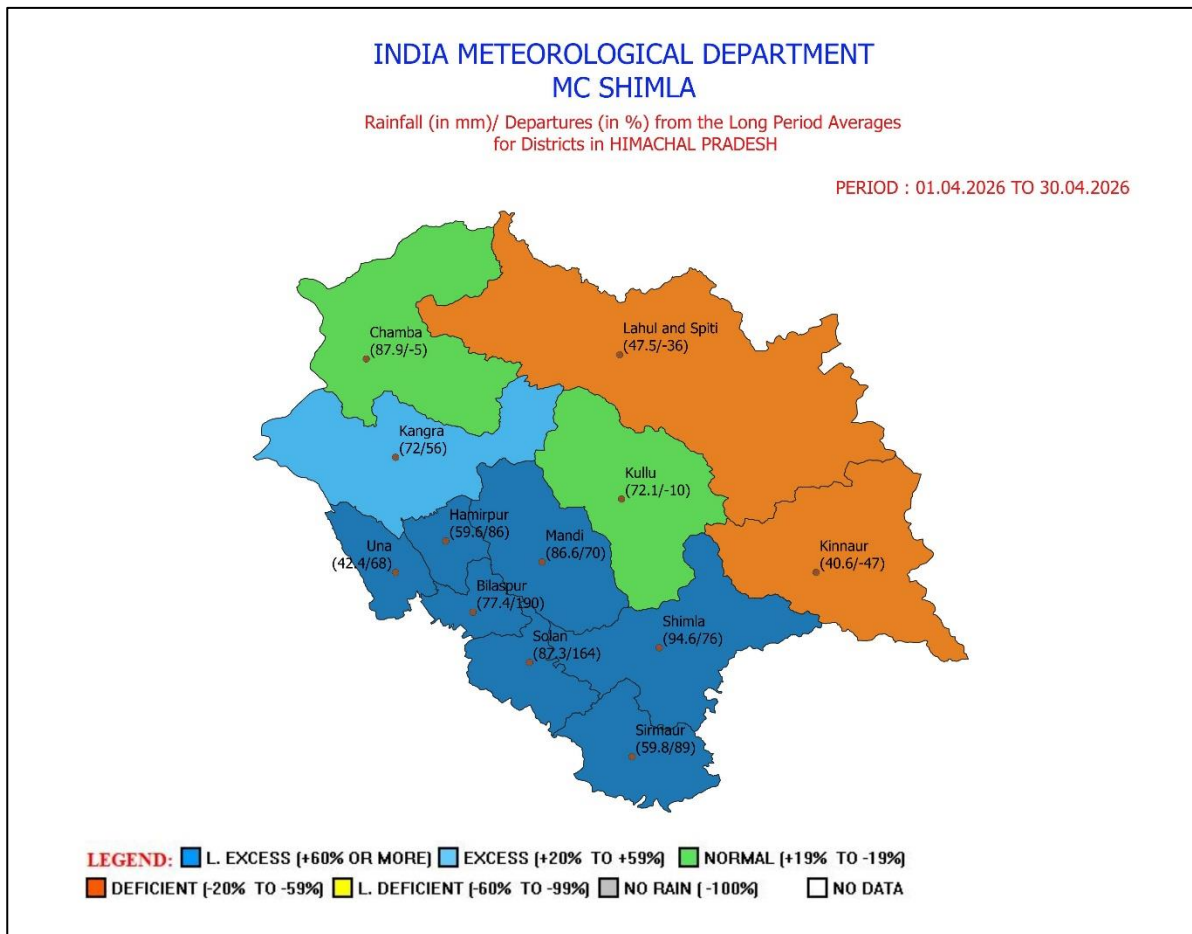 INDIA METEOROLOGICAL DEPARTMENT
MC SHIMLA
Rainfall (in mm)/ Departures (in %) from the Long Period Averages
for Districts in HIMACHAL PRADESH
PERIOD : 01.04.2026 TO 30.04.2026
Chamba
(87.9/-5)
Lahul and Spiti
(47.5/-36)
Kangra
(72/56)
Kullu
(72.1/-10)
Hamirpur
(59.6/86)
Mandi
(86.6/70)
Una
(42.4/68)
Kinnaur
(40.6/-47)
Bilaspur
(77.4/190)
Solan
(87.3/164)
Shimla
(94.6/76)
Sirmaur
(59.8/89)
LEGEND: L. EXCESS (+60% OR MORE) EXCESS (+20% TO +59%) NORMAL (+19% TO -19%)
DEFICIENT (-20% TO -59%) L. DEFICIENT (-60% TO -99%) NO RAIN ( -100%) NO DATA